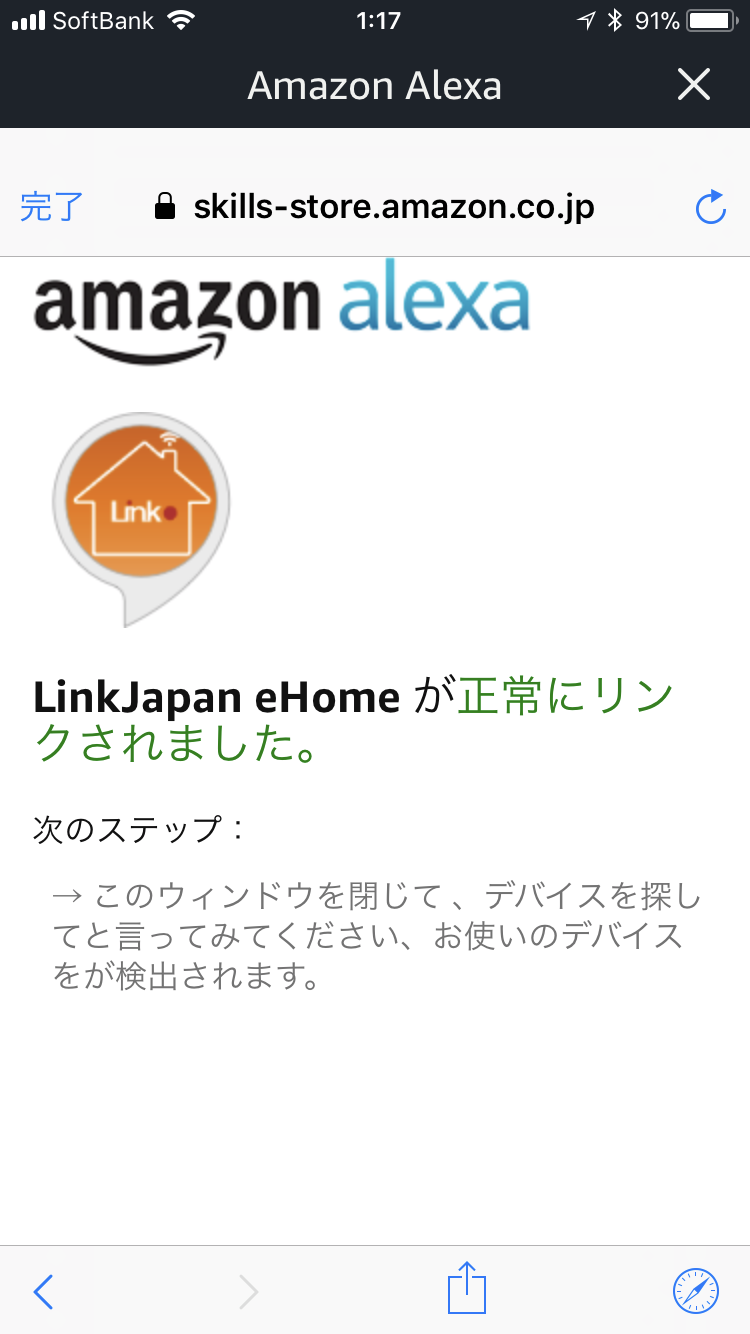 SoftBank 1:17 91%
Amazon Alexa
完了 skills-store.amazon.co.jp
amazon alexa
Link
LinkJapan eHome が正常にリン
クされました。
次のステップ：
→ このウィンドウを閉じて 、デバイスを探し
てと言ってみてください、お使いのデバイス
をが検出されます。